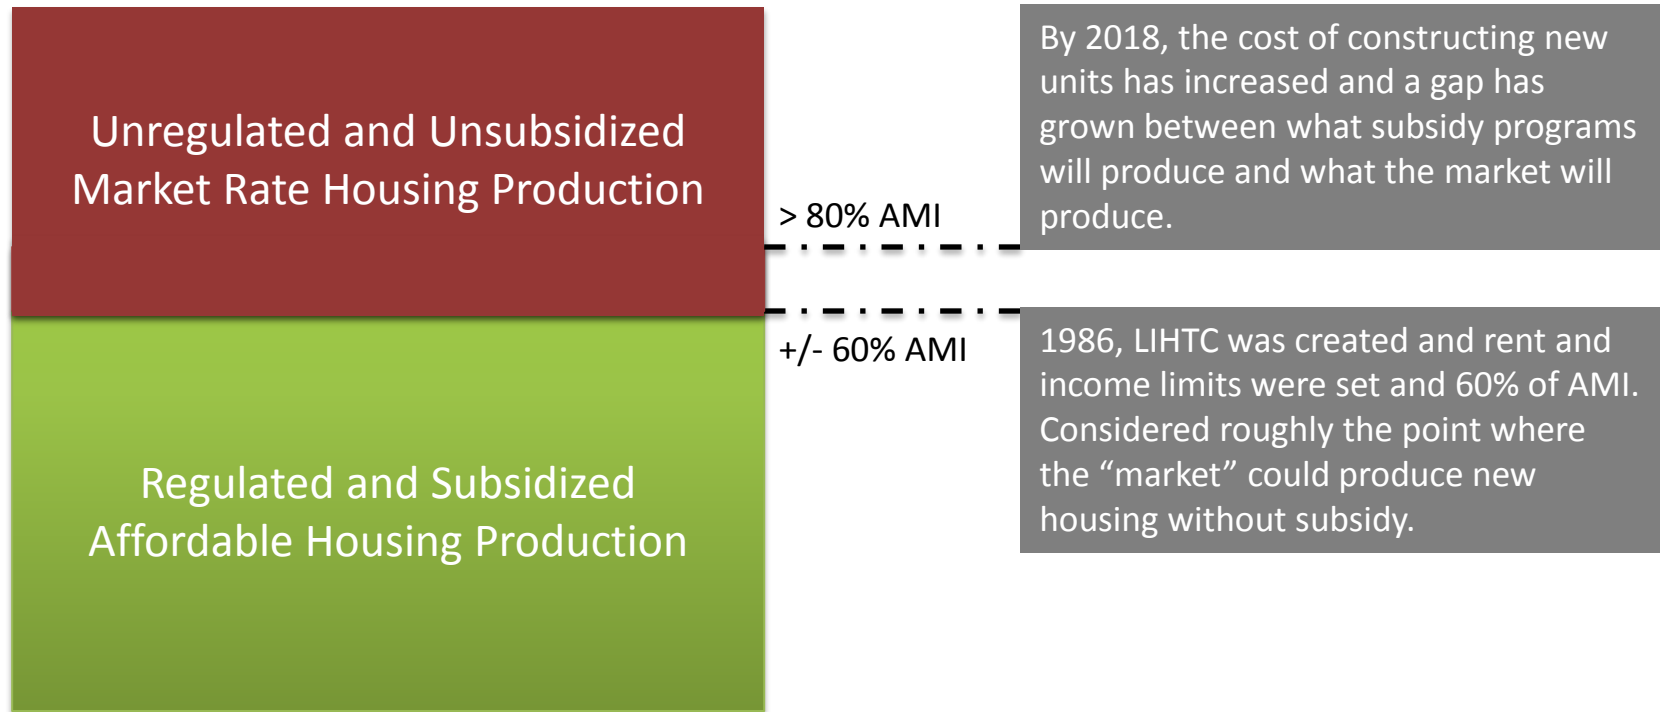 Unregulated and Unsubsidized
Market Rate Housing Production
> 80% AMI
By 2018, the cost of constructing new
units has increased and a gap has
grown between what subsidy programs
will produce and what the market will
produce.
+/- 60% AMI
1986, LIHTC was created and rent and
income limits were set and 60% of AMI.
Considered roughly the point where
the “market” could produce new
housing without subsidy.
Regulated and Subsidized
Affordable Housing Production